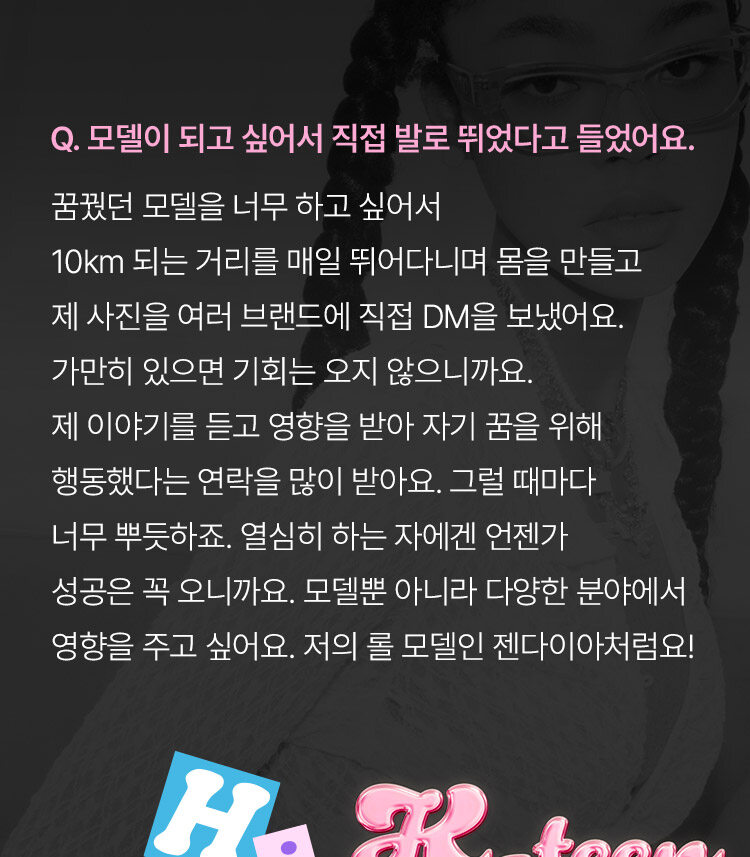 Q. 모델이 되고 싶어서 직접 발로 뛰었다고 들었어요.
꿈꿨던 모델을 너무 하고 싶어서
10km 되는 거리를 매일 뛰어다니며 몸을 만들고
제 사진을 여러 브랜드에 직접 DM을 보냈어요.
가만히 있으면 기회는 오지 않으니까요.
제 이야기를 듣고 영향을 받아 자기 꿈을 위해
행동했다는 연락을 많이 받아요. 그럴 때마다
너무 뿌듯하죠. 열심히 하는 자에겐 언젠가
성공은 꼭 오니까요. 모델뿐 아니라 다양한 분야에서
영향을 주고 싶어요. 저의 롤 모델인 젠다이아처럼요!
H
K-teen